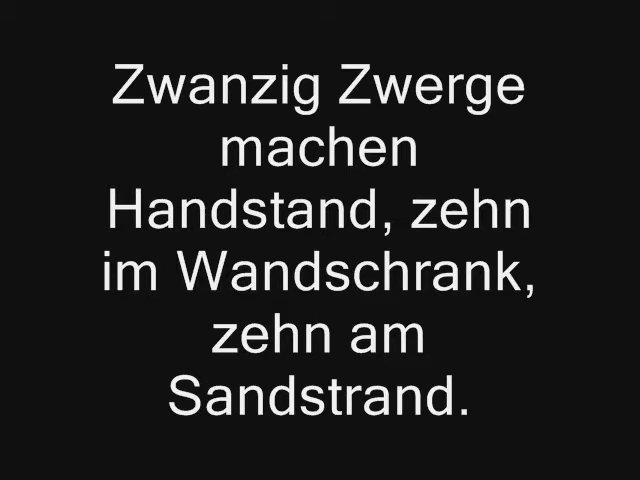 Zwanzig Zwerge
machen
Handstand, zehn
im Wandschrank,
zehn am
Sandstrand.